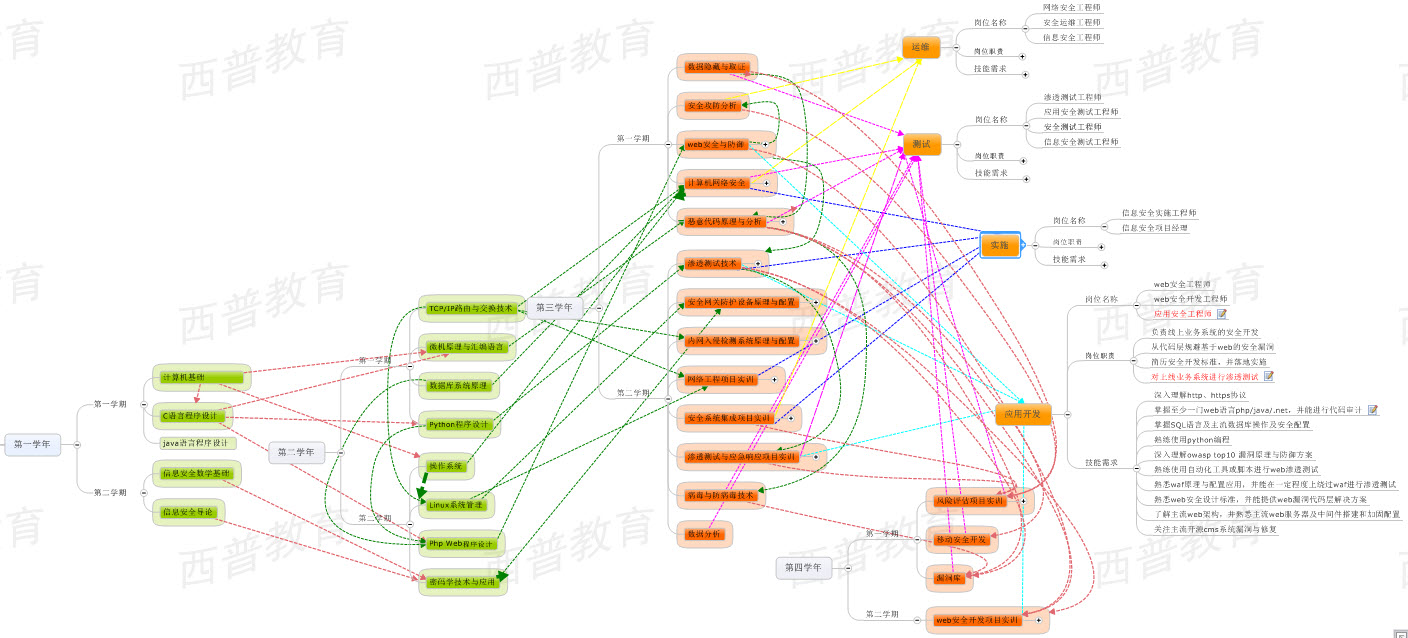 第一学年
第一学期
计算机基础
C语言程序设计
java语言程序设计
第二学期
信息安全数学基础
信息安全导论
第二学年
第一学期
TCP/IP路由与交换技术
微机原理与汇编语言
数据库系统原理
Python程序设计
第二学期
操作系统
Linux系统管理
Php Web程序设计
密码学技术与应用
第三学年
第一学期
数据隐藏与取证
安全攻防分析
web安全与防御
计算机网络安全
恶意代码原理与分析
第二学期
渗透测试技术
安全网关防护设备原理与配置
内网入侵检测系统原理与配置
网络工程项目实训
安全系统集成项目实训
渗透测试与应急响应项目实训
病毒与防病毒技术
数据分析
第四学年
第一学期
风险评估项目实训
移动安全开发
漏洞库
第二学期
web安全开发项目实训
运维
岗位名称
网络安全工程师
安全运维工程师
信息安全工程师
岗位职责
技能需求
测试
岗位名称
渗透测试工程师
应用安全测试工程师
安全测试工程师
信息安全测试工程师
岗位职责
技能需求
实施
岗位名称
信息安全实施工程师
信息安全项目经理
岗位职责
技能需求
应用开发
岗位名称
web安全工程师
web安全开发工程师
应用安全工程师
岗位职责
负责线上业务系统的安全开发
从代码层规避基于web的安全漏洞
简历安全开发标准，并落地实施
对上线业务系统进行渗透测试
技能需求
深入理解http、https协议
掌握至少一门web语言php/java/.net，并能进行代码审计
掌握SQL语言及主流数据库操作及安全配置
熟练使用python编程
深入理解owasp top10 漏洞原理与防御方案
熟练使用自动化工具或脚本进行web渗透测试
熟悉waf原理与配置应用，并能在一定程度上绕过waf进行渗透测试
熟悉web安全设计标准，并能提供web漏洞代码层解决方案
了解主流web架构，并熟悉主流web服务器及中间件搭建和加固配置
关注主流开源cms系统漏洞与修复
西普教育